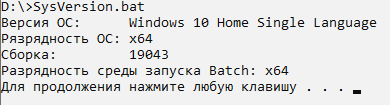 D:\>SysVersion.bat
Версия ОС: Windows 10 Home Single Language
Рязрядность ОС: x64
Сборка: 19043
Разрядность среды запуска Batch: x64
Для продолжения нажмите любую клавишу . . .